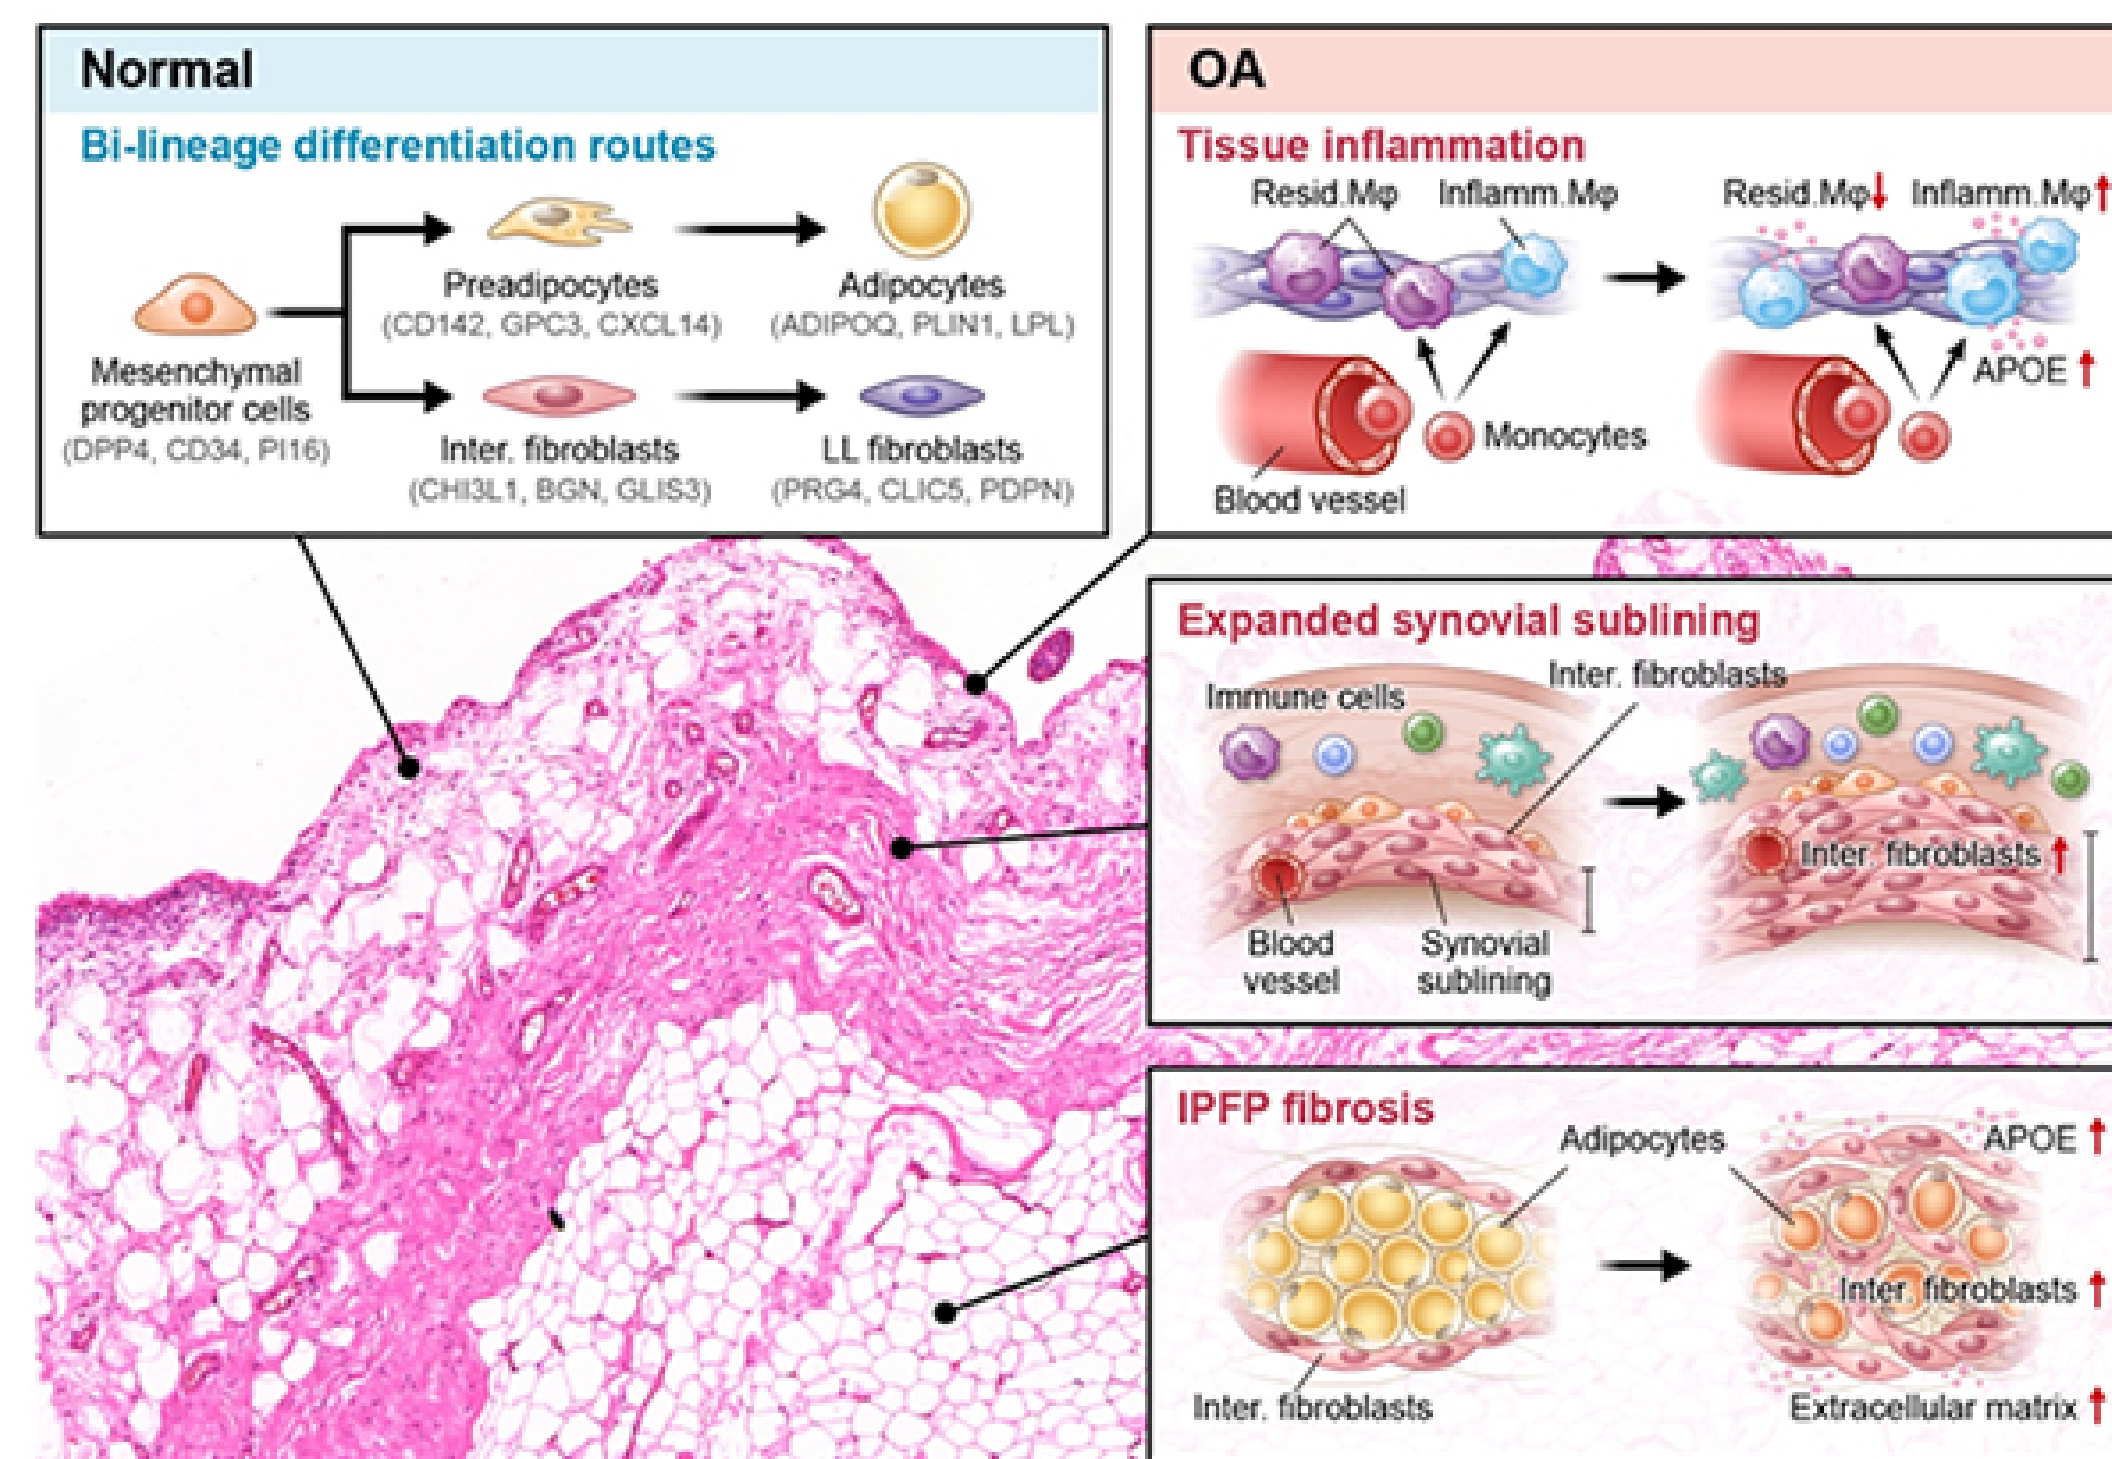 Normal
Bi-lineage differentiation routes
Preadipocytes
(CD142, GPC3, CXCL14)
Adipocytes
(ADIPOQ, PLIN1, LPL)
Mesenchymal
progenitor cells
(DPP4, CD34, PI16)
Inter. fibroblasts
(CHI3L1, BGN, GLIS3)
LL fibroblasts
(PRG4, CLIC5, PDPN)
OA
Tissue inflammation
Resid.Mφ
Inflamm.Mφ
Resid.Mφ↓
Inflamm.Mφ↑
APOE ↑
Monocytes
Blood vessel
Expanded synovial sublining
Inter. fibroblasts
Immune cells
Inter. fibroblasts ↑
Blood
vessel
Synovial
sublining
IPFP fibrosis
Adipocytes
APOE ↑
Inter. fibroblasts ↑
Inter. fibroblasts
Extracellular matrix ↑